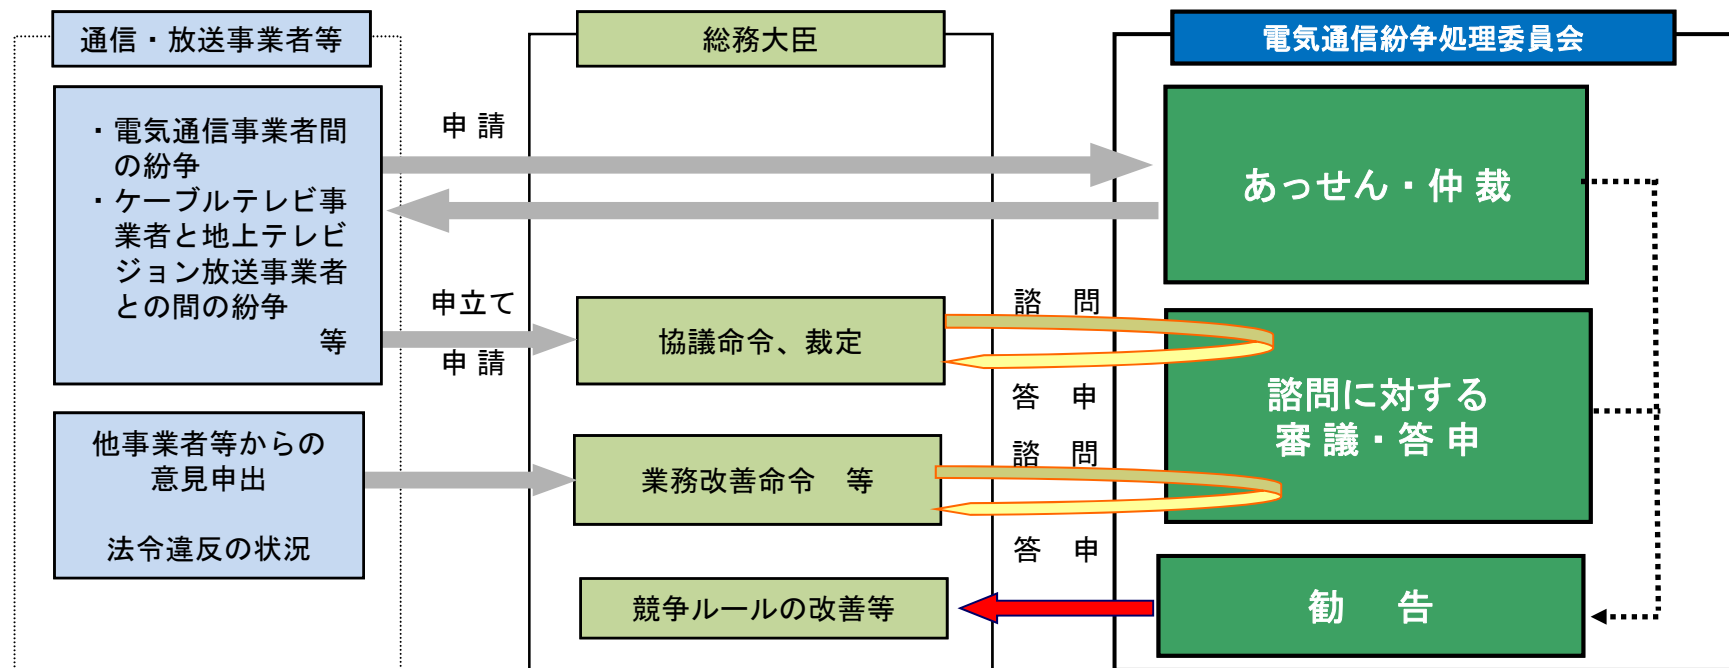 通信・放送事業者等
総務大臣
電気通信紛争処理委員会
・電気通信事業者間
の紛争
・ケーブルテレビ事
業者と地上テレビ
ジョン放送事業者
との間の紛争
等
申 請
あっせん・仲 裁
申立て
申 請
協議命令、裁定
諮 問
答 申
諮問に対する
審 議・答 申
他事業者等からの
意見申出
法令違反の状況
業務改善命令 等
諮 問
答 申
競争ルールの改善等
勧 告